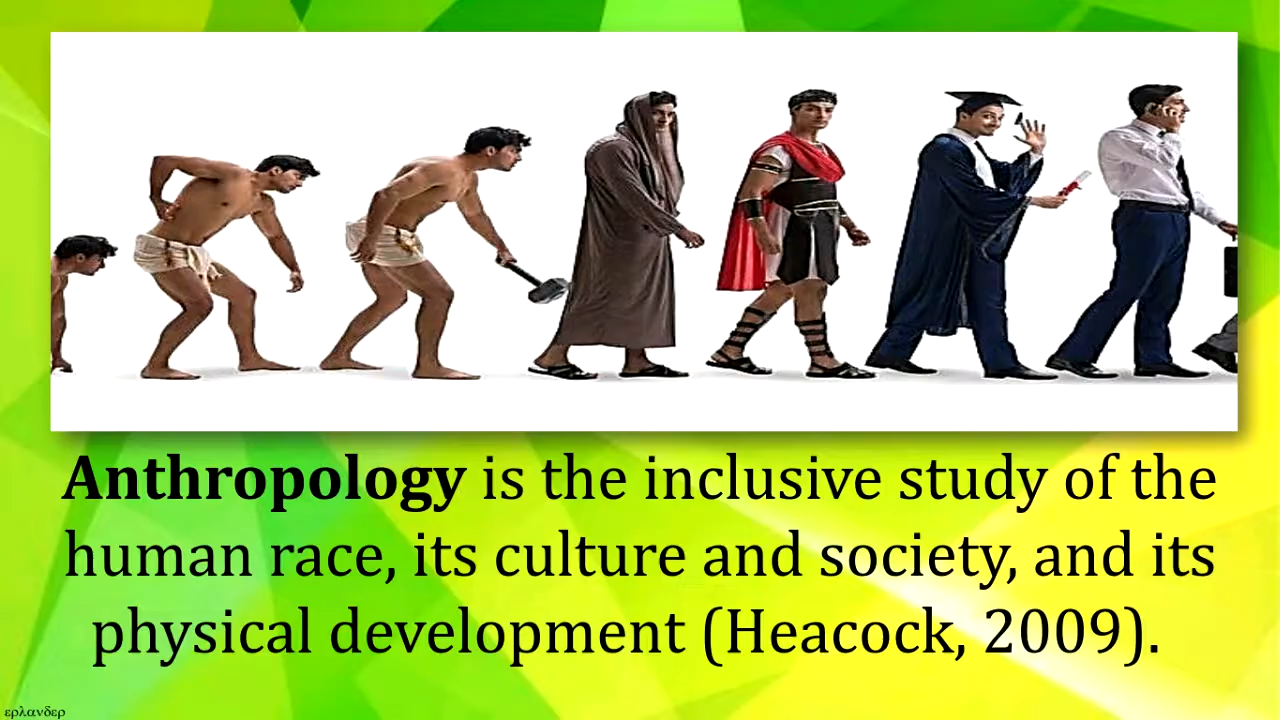 Anthropology is the inclusive study of the
human race, its culture and society, and its
physical development (Heacock, 2009).
ερλανδερ